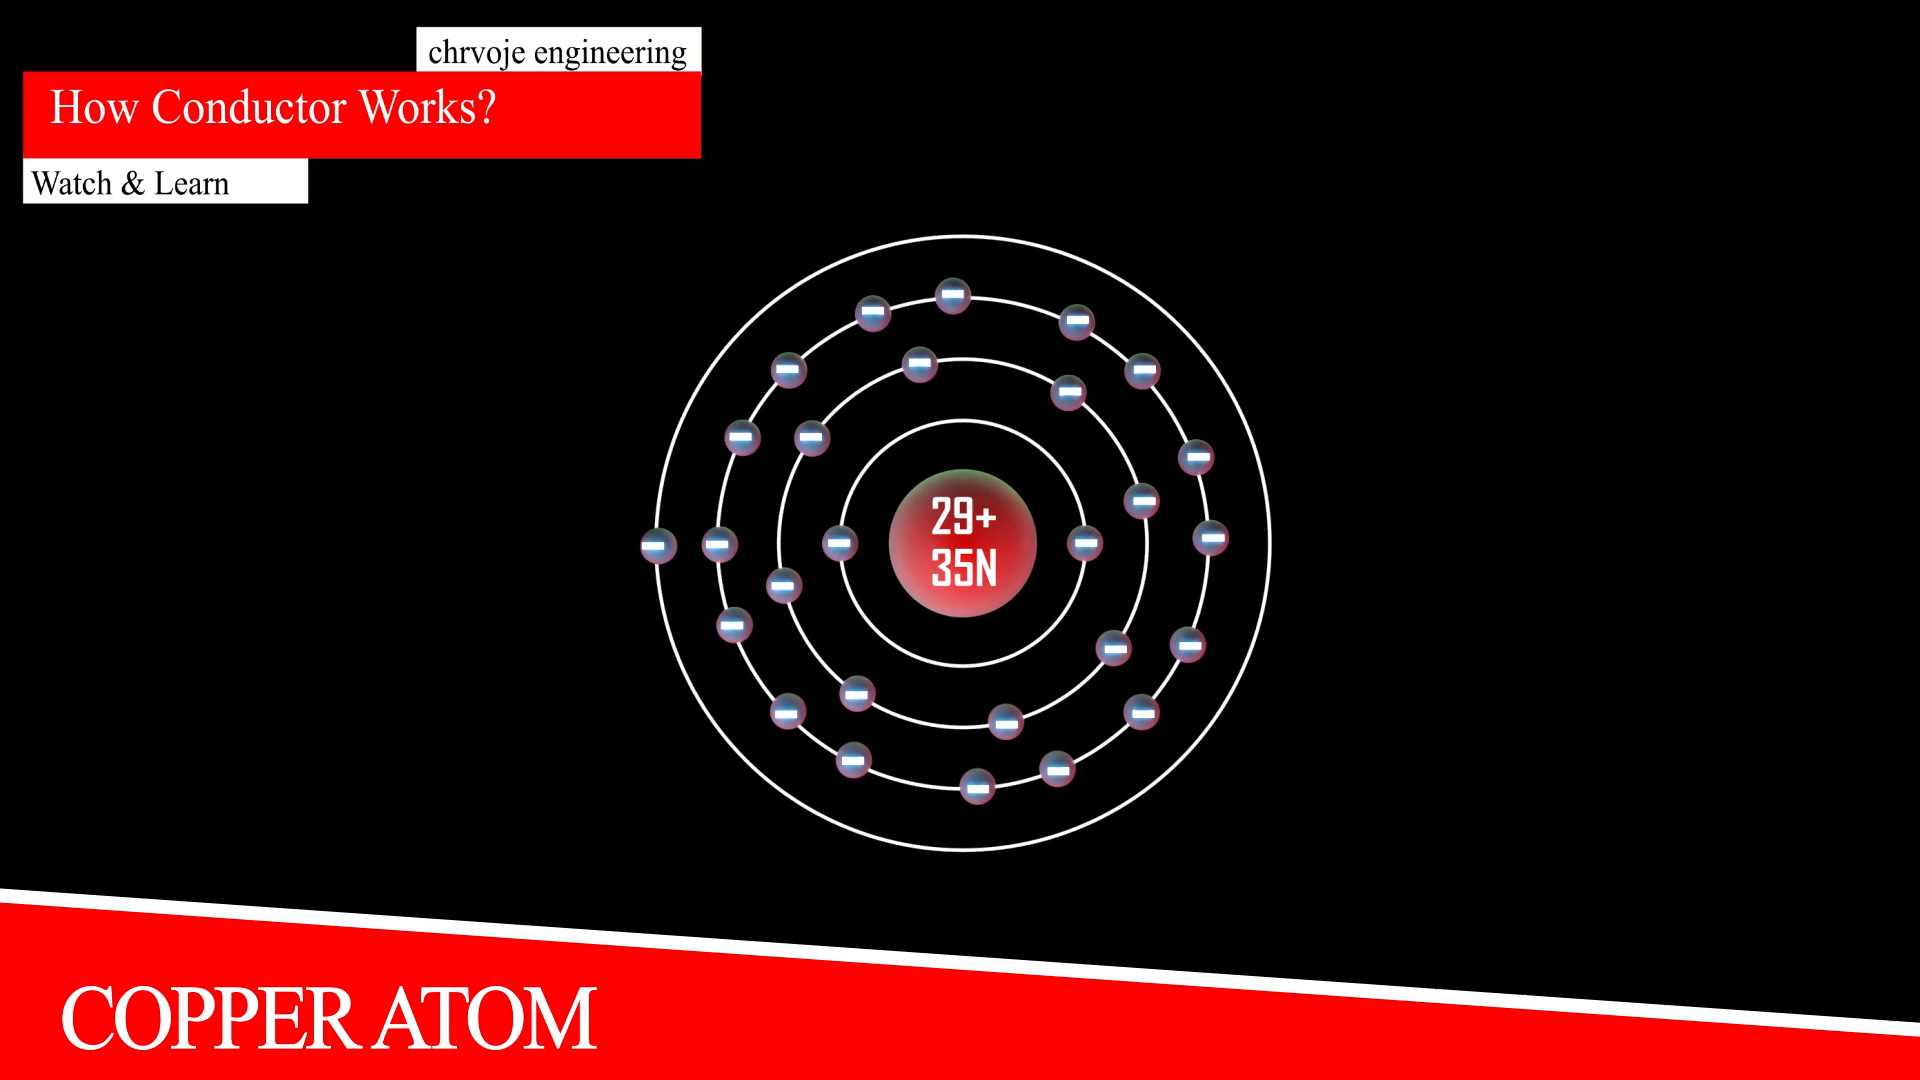 chrvoje engineering
How Conductor Works?
Watch & Learn
29+
35N
COPPER ATOM